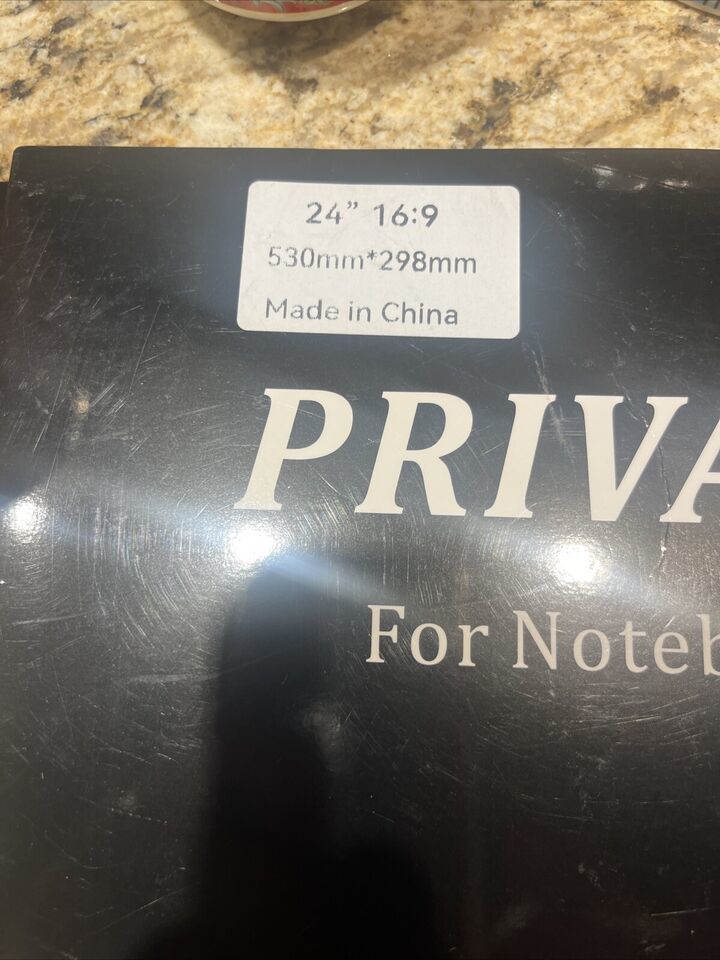 24” 16:9
530mm*298mm
Made in China
PRIVA
For Noteb